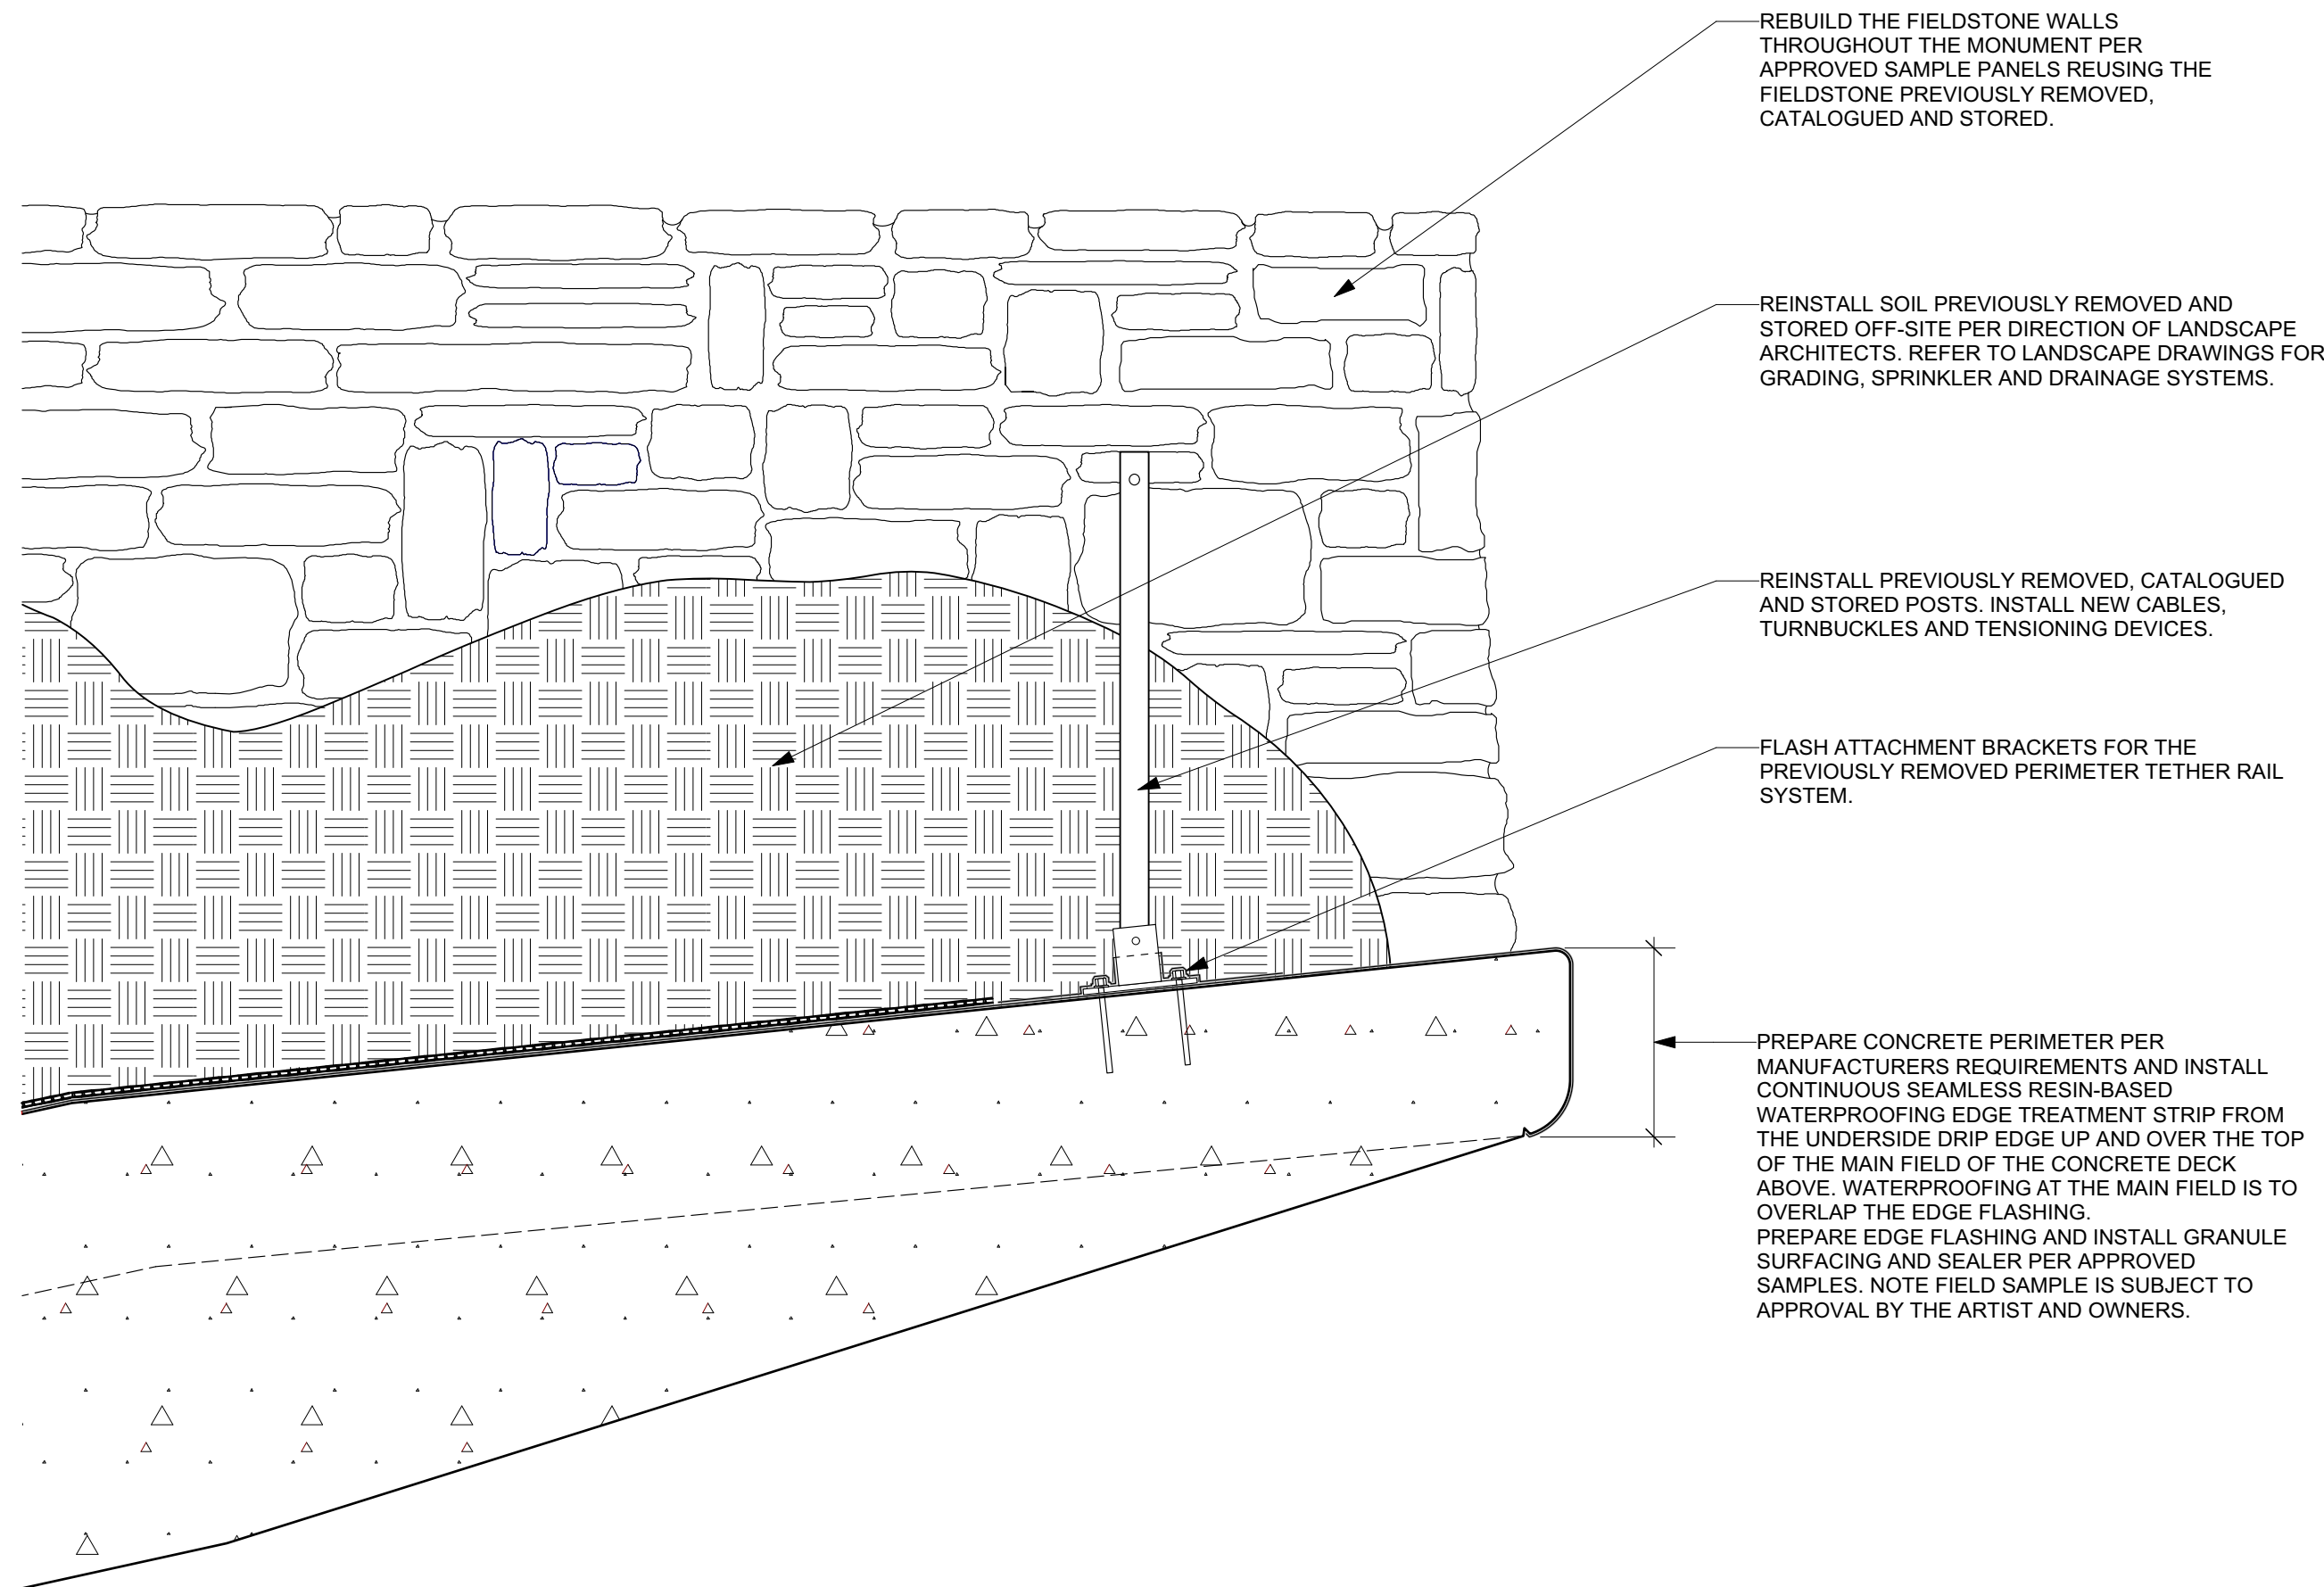 REBUILD THE FIELDSTONE WALLS
THROUGHOUT THE MONUMENT PER
APPROVED SAMPLE PANELS REUSING THE
FIELDSTONE PREVIOUSLY REMOVED,
CATALOGUED AND STORED.
REINSTALL SOIL PREVIOUSLY REMOVED AND
STORED OFF-SITE PER DIRECTION OF LANDSCAPE
ARCHITECTS. REFER TO LANDSCAPE DRAWINGS FOR
GRADING, SPRINKLER AND DRAINAGE SYSTEMS.
REINSTALL PREVIOUSLY REMOVED, CATALOGUED
AND STORED POSTS. INSTALL NEW CABLES,
TURNBUCKLES AND TENSIONING DEVICES.
FLASH ATTACHMENT BRACKETS FOR THE
PREVIOUSLY REMOVED PERIMETER TETHER RAIL
SYSTEM.
PREPARE CONCRETE PERIMETER PER
MANUFACTURERS REQUIREMENTS AND INSTALL
CONTINUOUS SEAMLESS RESIN-BASED
WATERPROOFING EDGE TREATMENT STRIP FROM
THE UNDERSIDE DRIP EDGE UP AND OVER THE TOP
OF THE MAIN FIELD OF THE CONCRETE DECK
ABOVE. WATERPROOFING AT THE MAIN FIELD IS TO
OVERLAP THE EDGE FLASHING.
PREPARE EDGE FLASHING AND INSTALL GRANULE
SURFACING AND SEALER PER APPROVED
SAMPLES. NOTE FIELD SAMPLE IS SUBJECT TO
APPROVAL BY THE ARTIST AND OWNERS.